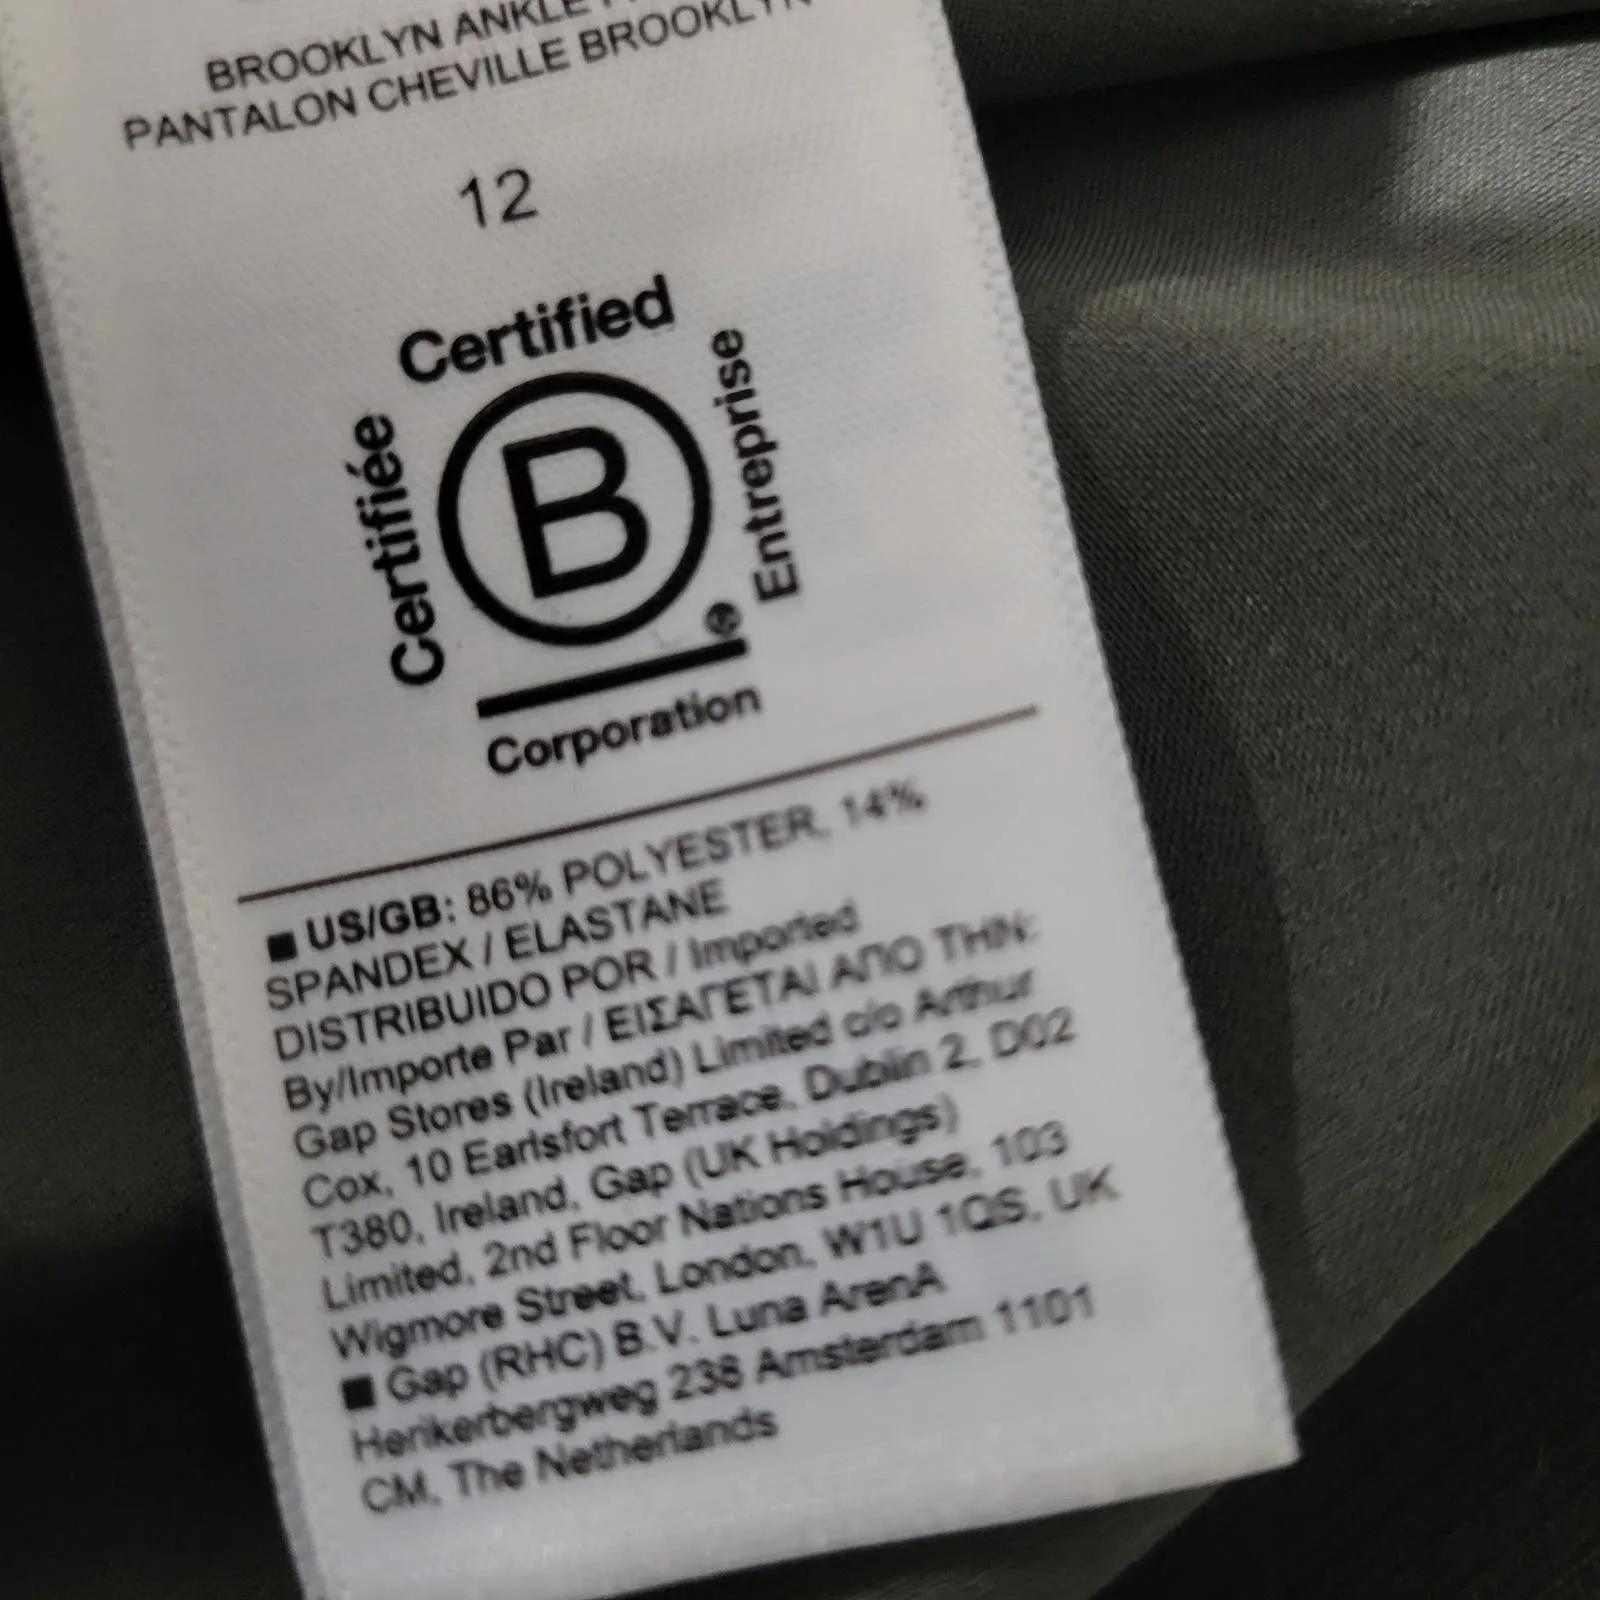 BROOKLYN ANKLE
PANTALON CHEVILLE BROOKLYN
12
Certified
Certifiée
B
Entreprise
®
Corporation
■ US/GB: 86% POLYESTER, 14%
SPANDEX / ELASTANE
DISTRIBUIDO POR / Imported
By/Importe Par / ΕΙΣΑΓΕΤΑΙ ΑΠΟ ΤΗΝ:
Gap Stores (Ireland) Limited c/o Arthur
Cox, 10 Earlsfort Terrace, Dublin 2, D02
T380, Ireland, Gap (UK Holdings)
Limited, 2nd Floor Nations House, 103
Wigmore Street, London, W1U 1QS, UK
■ Gap (RHC) B.V. Luna ArenA
Herikerbergweg 238 Amsterdam 1101
CM, The Netherlands